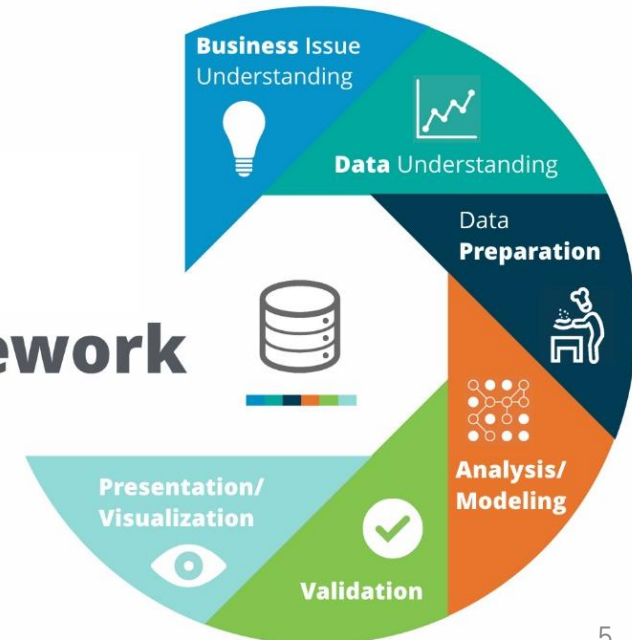 Business Issue
Understanding
Data Understanding
Data
Preparation
ework
Analysis/
Modeling
Presentation/
Visualization
Validation
5